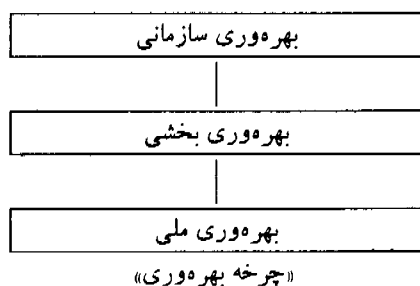 بهره‌وری سازمانی
بهره‌وری بخشی
بهره‌وری ملی
«چرخه بهره‌وری»